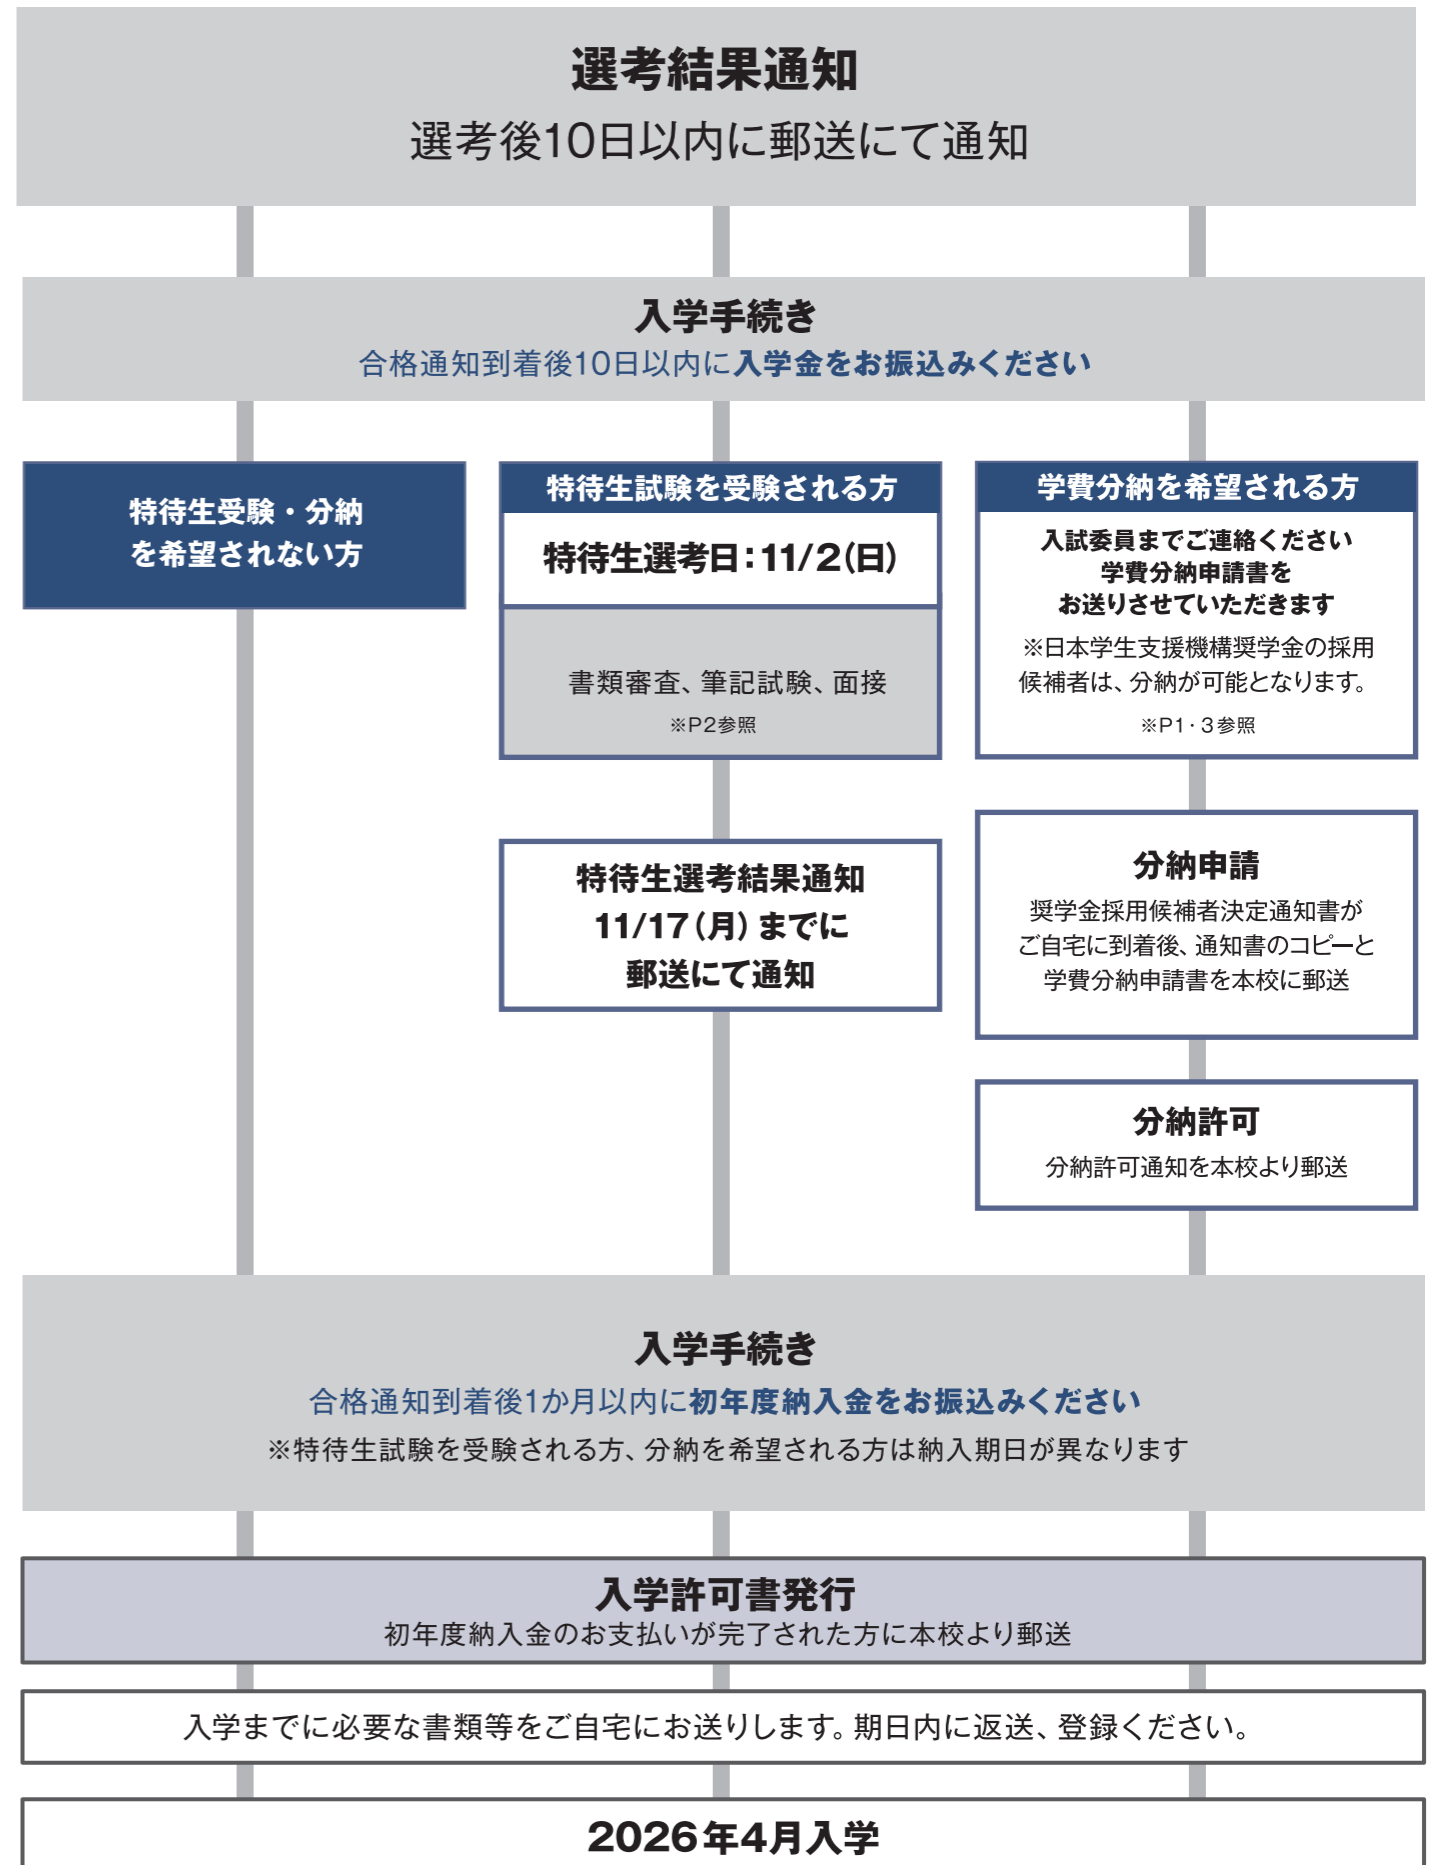 選考結果通知
選考後10日以内に郵送にて通知
入学手続き
合格通知到着後10日以内に入学金をお振込みください
特待生受験・分納
を希望されない方
特待生試験を受験される方
特待生選考日：11/2(日)
書類審査、筆記試験、面接
※P2参照
特待生選考結果通知
11/17(月)までに
郵送にて通知
学費分納を希望される方
入試委員までご連絡ください
学費分納申請書を
お送りさせていただきます
※日本学生支援機構奨学金の採用
候補者は、分納が可能となります。
※P1・3参照
分納申請
奨学金採用候補者決定通知書が
ご自宅に到着後、通知書のコピーと
学費分納申請書を本校に郵送
分納許可
分納許可通知を本校より郵送
入学手続き
合格通知到着後1か月以内に初年度納入金をお振込みください
※特待生試験を受験される方、分納を希望される方は納入期日が異なります
入学許可書発行
初年度納入金のお支払いが完了された方に本校より郵送
入学までに必要な書類等をご自宅にお送りします。期日内に返送、登録ください。
2026年4月入学